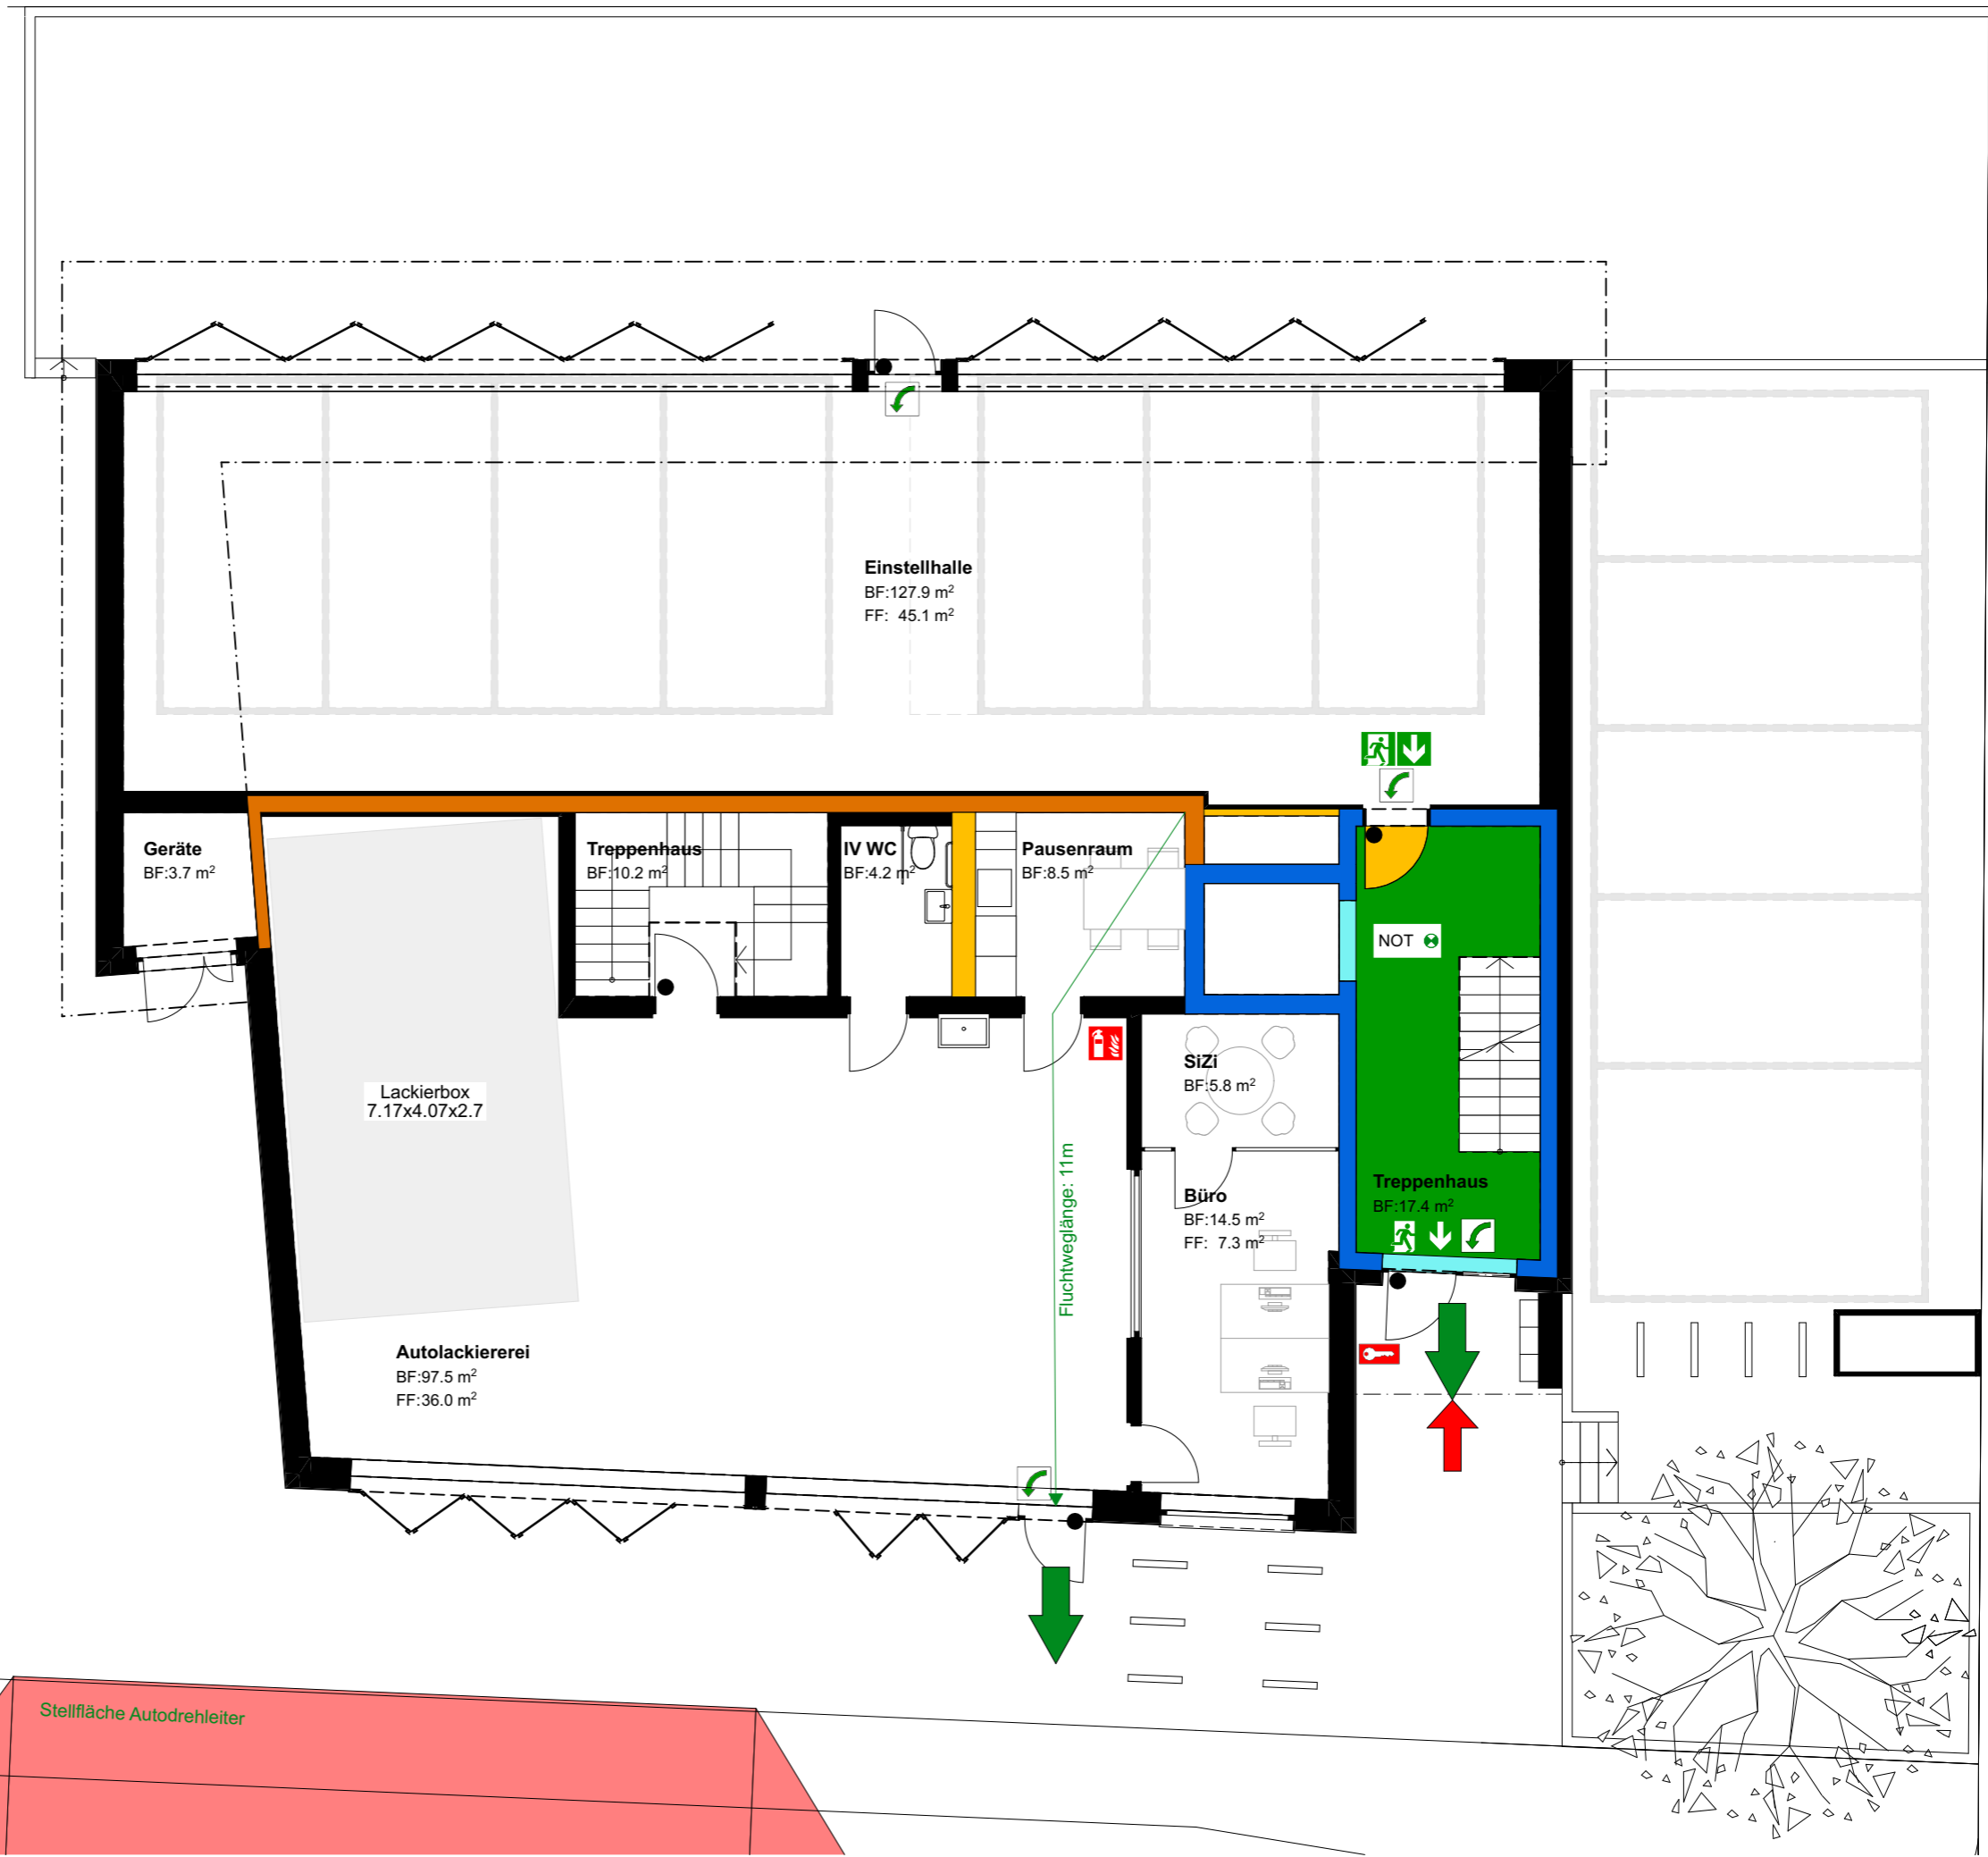 Einstellhalle
BF:127.9 m²
FF: 45.1 m²
Geräte
BF:3.7 m²
Treppenhaus
BF:10.2 m²
IV WC
BF:4.2 m²
Pausenraum
BF:8.5 m²
NOT
Lackierbox
7.17x4.07x2.7
SiZi
BF:5.8 m²
Fluchtweglänge: 11m
Büro
BF:14.5 m²
FF: 7.3 m²
Treppenhaus
BF:17.4 m²
Autolackiererei
BF:97.5 m²
FF:36.0 m²
Stellfläche Autodrehleiter